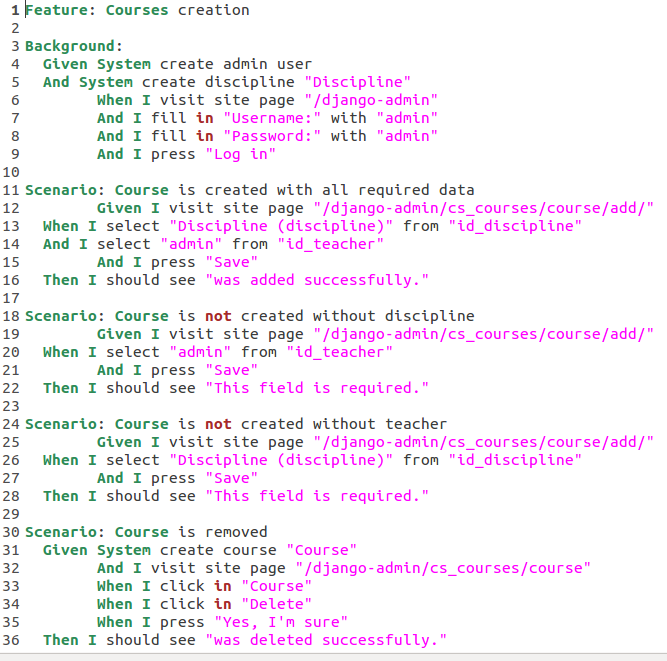 1 Feature: Courses creation
2
3 Background:
4   Given System create admin user
5   And System create discipline "Discipline"
6         When I visit site page "/django-admin"
7         And I fill in "Username:" with "admin"
8         And I fill in "Password:" with "admin"
9         And I press "Log in"
10
11 Scenario: Course is created with all required data
12         Given I visit site page "/django-admin/cs_courses/course/add/"
13   When I select "Discipline (discipline)" from "id_discipline"
14   And I select "admin" from "id_teacher"
15         And I press "Save"
16   Then I should see "was added successfully."
17
18 Scenario: Course is not created without discipline
19         Given I visit site page "/django-admin/cs_courses/course/add/"
20   When I select "admin" from "id_teacher"
21         And I press "Save"
22   Then I should see "This field is required."
23
24 Scenario: Course is not created without teacher
25         Given I visit site page "/django-admin/cs_courses/course/add/"
26   When I select "Discipline (discipline)" from "id_discipline"
27         And I press "Save"
28   Then I should see "This field is required."
29
30 Scenario: Course is removed
31   Given System create course "Course"
32         And I visit site page "/django-admin/cs_courses/course"
33         When I click in "Course"
34         When I click in "Delete"
35         When I press "Yes, I'm sure"
36   Then I should see "was deleted successfully."